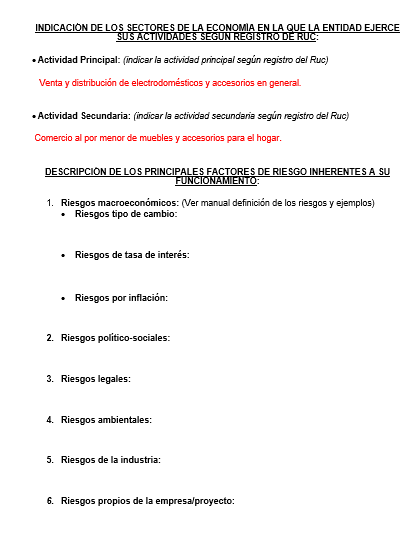 INDICACIÓN DE LOS SECTORES DE LA ECONOMÍA EN LA QUE LA ENTIDAD EJERCE
SUS ACTIVIDADES SEGÚN REGISTRO DE RUC:
• Actividad Principal: (indicar la actividad principal según registro del Ruc)
Venta y distribución de electrodomésticos y accesorios en general.
• Actividad Secundaria: (indicar la actividad secundaria según registro del Ruc)
Comercio al por menor de muebles y accesorios para el hogar.
DESCRIPCIÓN DE LOS PRINCIPALES FACTORES DE RIESGO INHERENTES A SU
FUNCIONAMIENTO:
1. Riesgos macroeconómicos: (Ver manual definición de los riesgos y ejemplos)
• Riesgos tipo de cambio:
• Riesgos de tasa de interés:
• Riesgos por inflación:
2. Riesgos político-sociales:
3. Riesgos legales:
4. Riesgos ambientales:
5. Riesgos de la industria:
6. Riesgos propios de la empresa/proyecto: